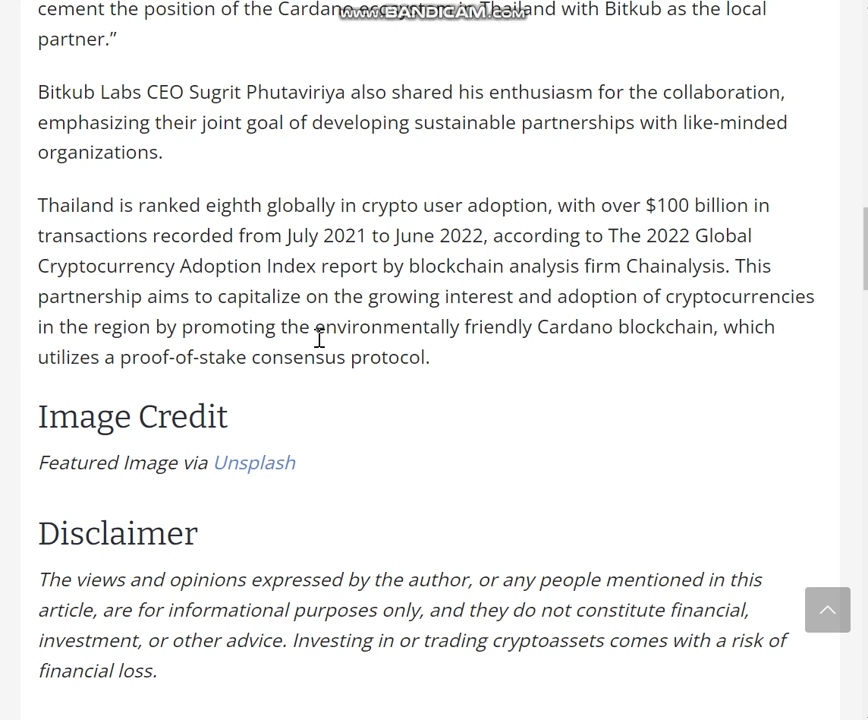 cement the position of the Cardano Thailand with Bitkub as the local
www.BANDICAM.com
partner.”
Bitkub Labs CEO Sugrit Phutaviriya also shared his enthusiasm for the collaboration,
emphasizing their joint goal of developing sustainable partnerships with like-minded
organizations.
Thailand is ranked eighth globally in crypto user adoption, with over $100 billion in
transactions recorded from July 2021 to June 2022, according to The 2022 Global
Cryptocurrency Adoption Index report by blockchain analysis firm Chainalysis. This
partnership aims to capitalize on the growing interest and adoption of cryptocurrencies
in the region by promoting the environmentally friendly Cardano blockchain, which
utilizes a proof-of-stake consensus protocol.
Image Credit
Featured Image via Unsplash
Disclaimer
The views and opinions expressed by the author, or any people mentioned in this
article, are for informational purposes only, and they do not constitute financial,
investment, or other advice. Investing in or trading cryptoassets comes with a risk of
financial loss.